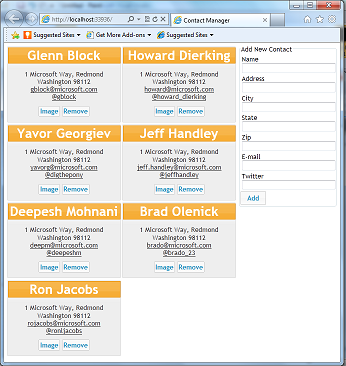 http://localhost:33936/
Contact Manager
Suggested Sites
Get More Add-ons
Suggested Sites
Glenn Block
1 Microsoft Way, Redmond
Washington 98112
gblock@microsoft.com
@gblock
Image Remove
Howard Dierking
1 Microsoft Way, Redmond
Washington 98112
howard@microsoft.com
@howard_dierking
Image Remove
Yavor Georgiev
1 Microsoft Way, Redmond
Washington 98112
yavorg@microsoft.com
@digthepony
Image Remove
Jeff Handley
1 Microsoft Way, Redmond
Washington 98112
jeff.handley@microsoft.com
@jeffhandley
Image Remove
Deepesh Mohnani
1 Microsoft Way, Redmond
Washington 98112
deepm@microsoft.com
@deepeshm
Image Remove
Brad Olenick
1 Microsoft Way, Redmond
Washington 98112
brado@microsoft.com
@brado_23
Image Remove
Ron Jacobs
1 Microsoft Way, Redmond
Washington 98112
rojacobs@microsoft.com
@ronljacobs
Image Remove
Add New Contact
Name
Address
City
State
Zip
E-mail
Twitter
Add